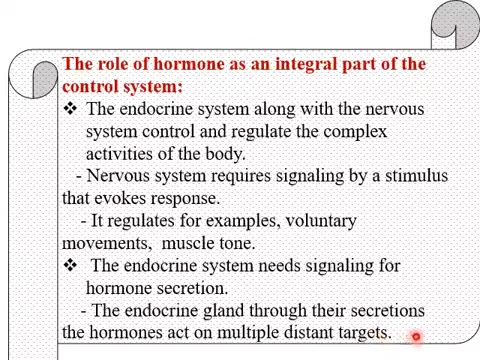 The role of hormone as an integral part of the
control system:
❖ The endocrine system along with the nervous
system control and regulate the complex
activities of the body.
- Nervous system requires signaling by a stimulus
that evokes response.
- It regulates for examples, voluntary
movements, muscle tone.
❖ The endocrine system needs signaling for
hormone secretion.
- The endocrine gland through their secretions
the hormones act on multiple distant targets.